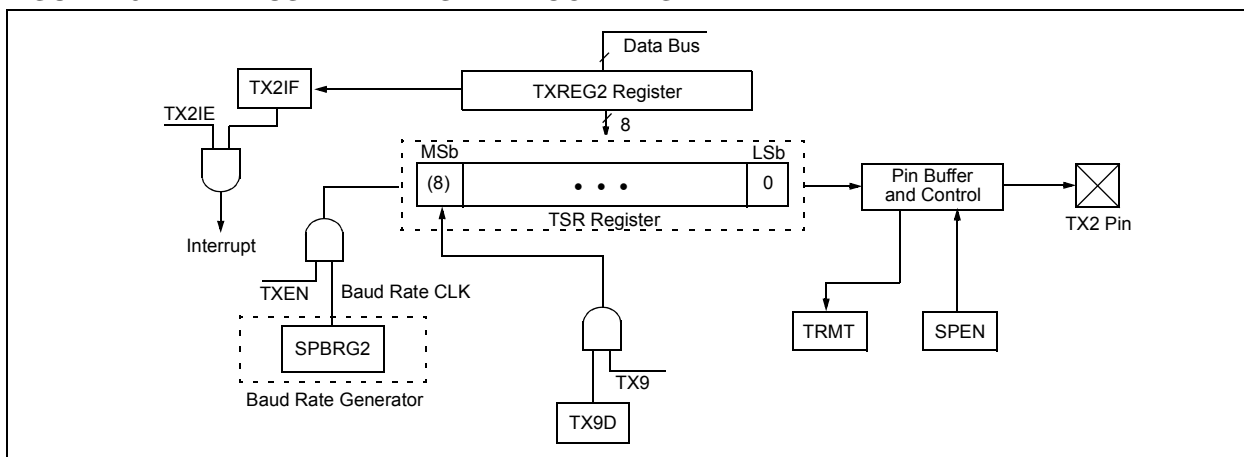 Data Bus
TX2IF
TXREG2 Register
TX2IE
8
MSb
LSb
(8)
• • •
0
Pin Buffer
and Control
TSR Register
TX2 Pin
Interrupt
TXEN
Baud Rate CLK
TRMT
SPEN
SPBRG2
TX9
Baud Rate Generator
TX9D